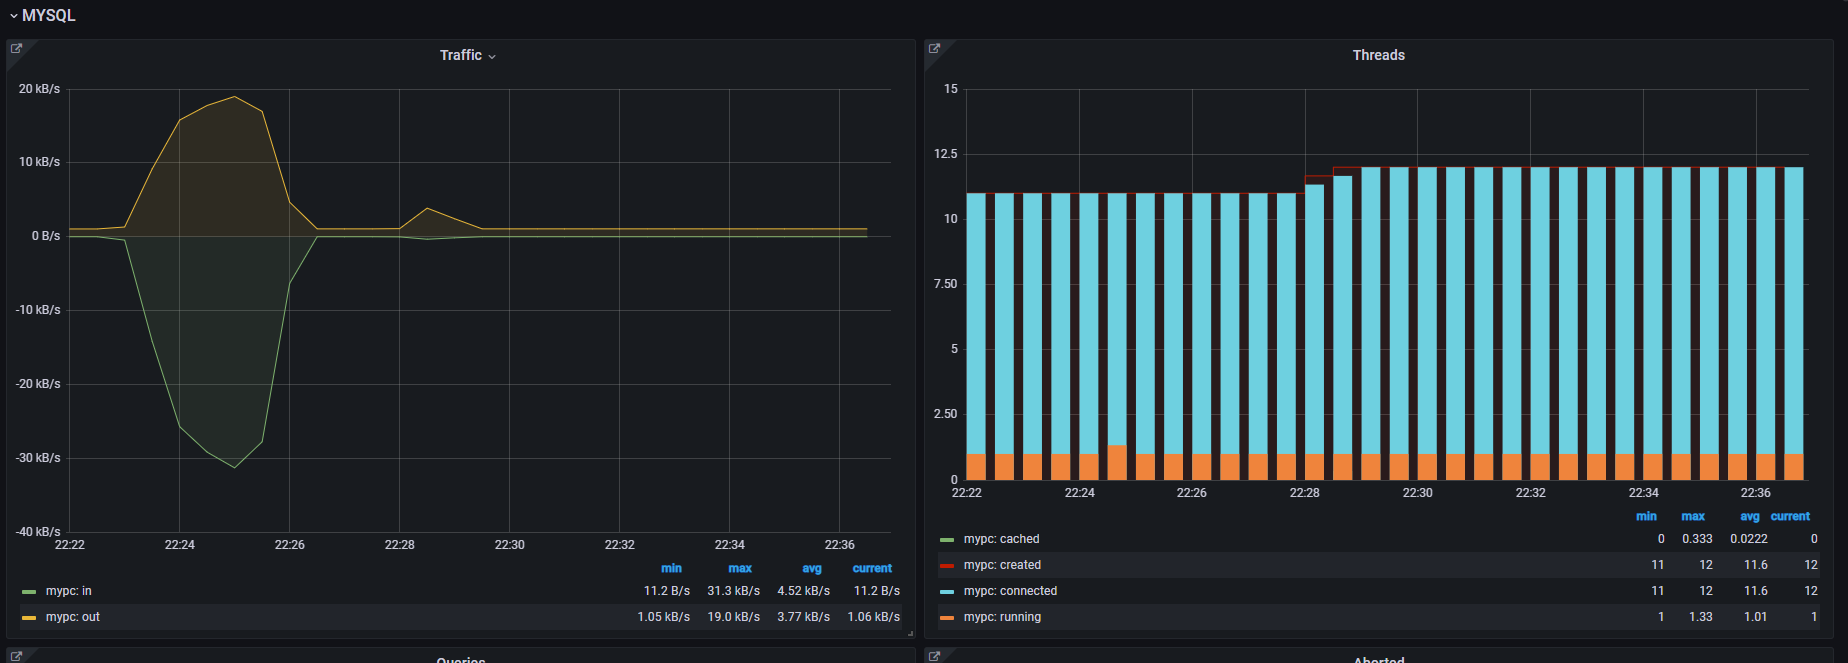 MYSQL
Traffic
20 kB/s
10 kB/s
0 B/s
-10 kB/s
-20 kB/s
-30 kB/s
-40 kB/s
22:22 22:24 22:26 22:28 22:30 22:32 22:34 22:36
min max avg current
mypc: in 11.2 B/s 31.3 kB/s 4.52 kB/s 11.2 B/s
mypc: out 1.05 kB/s 19.0 kB/s 3.77 kB/s 1.06 kB/s
Threads
15
12.5
10
7.50
5
2.50
0
22:22 22:24 22:26 22:28 22:30 22:32 22:34 22:36
min max avg current
mypc: cached 0 0.333 0.0222 0
mypc: created 11 12 11.6 12
mypc: connected 11 12 11.6 12
mypc: running 1 1.33 1.01 1
Queries
Aborted